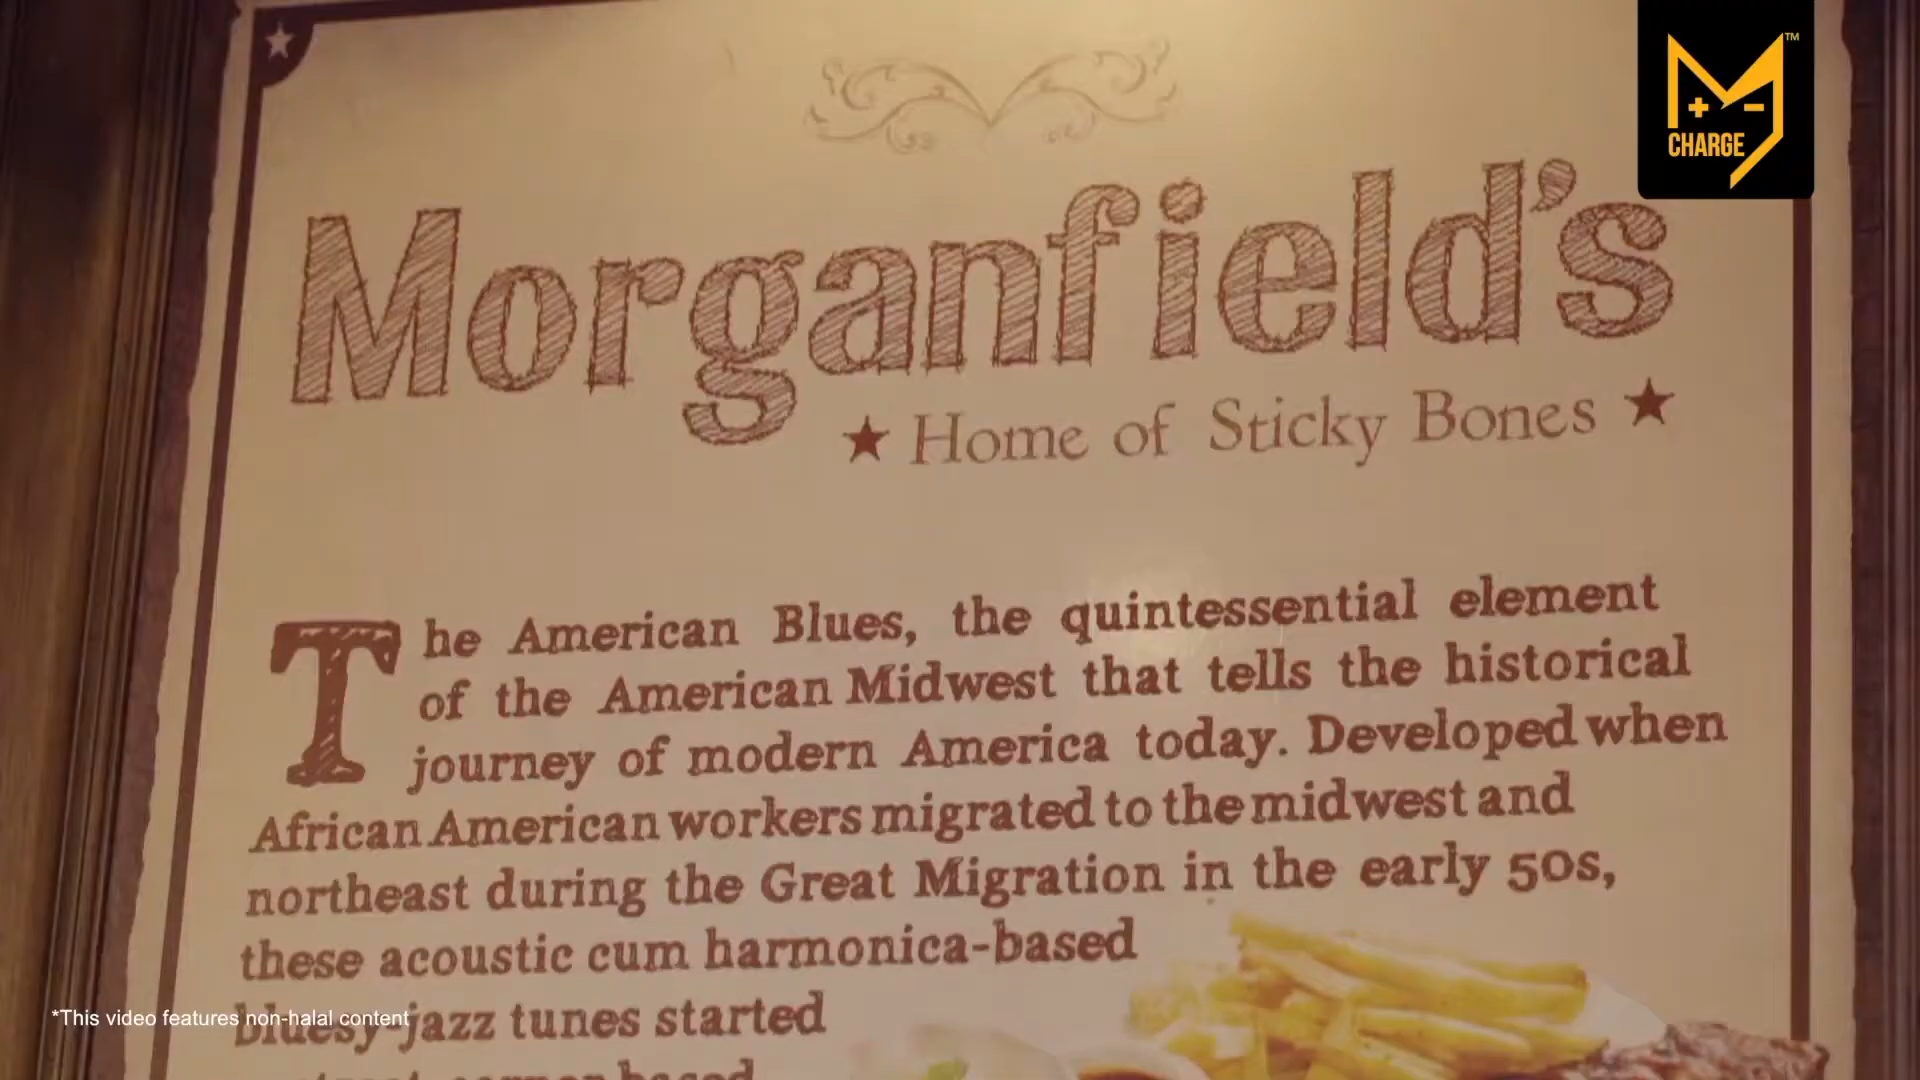 M™
CHARGE
Morganfield's
★ Home of Sticky Bones ★
The American Blues, the quintessential element
of the American Midwest that tells the historical
journey of modern America today. Developed when
African American workers migrated to the midwest and
northeast during the Great Migration in the early 50s,
these acoustic cum harmonica-based
bluesy-jazz tunes started
*This video features non-halal content
based